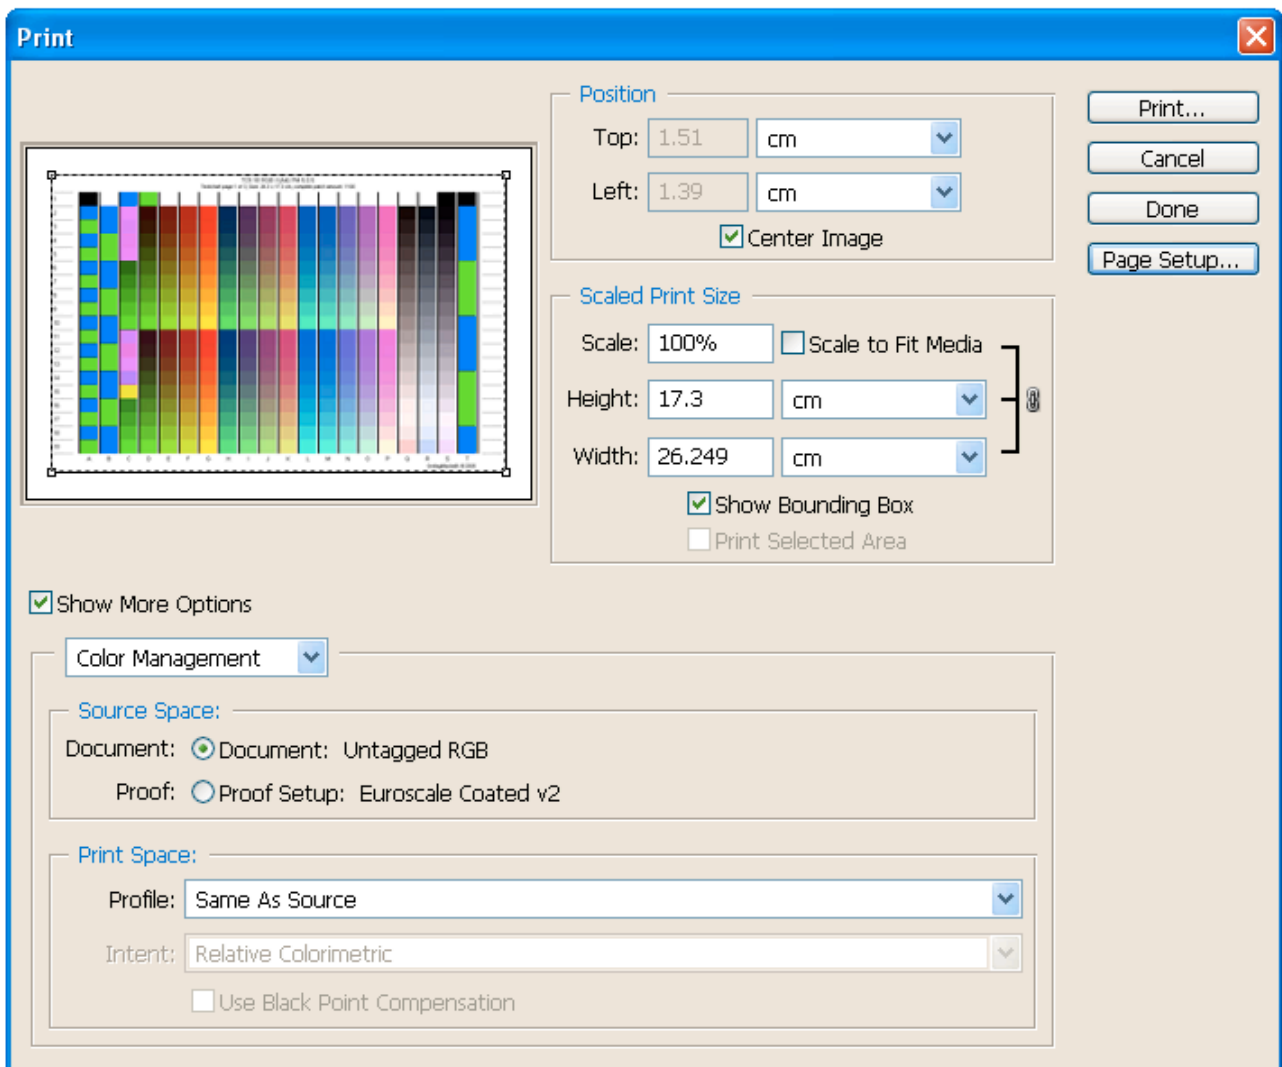 Print
Position
Top: 1.51 cm
Left: 1.39 cm
Center Image
Print...
Cancel
Done
Page Setup...
Scaled Print Size
Scale: 100% Scale to Fit Media
Height: 17.3 cm
Width: 26.249 cm
Show Bounding Box
Print Selected Area
Show More Options
Color Management
Source Space:
Document: Document: Untagged RGB
Proof: Proof Setup: Euroscale Coated v2
Print Space:
Profile: Same As Source
Intent: Relative Colorimetric
Use Black Point Compensation